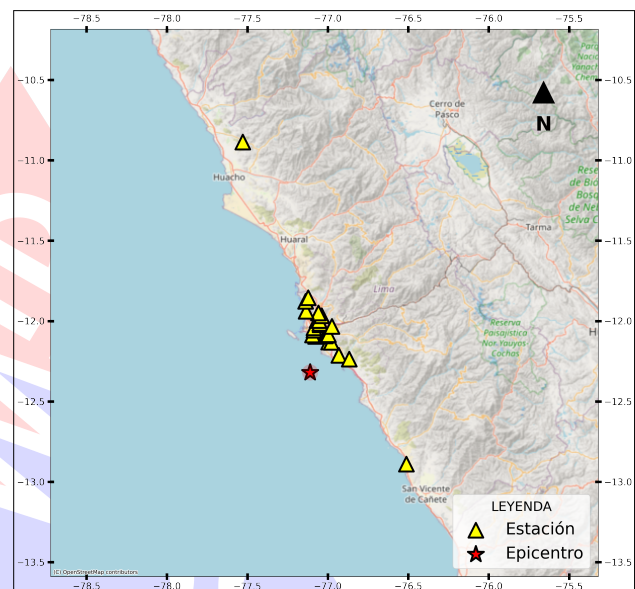 −78.5 −78.0 −77.5 −77.0 −76.5 −76.0 −75.5
−10.5 −10.5
−11.0 −11.0
−11.5 −11.5
−12.0 −12.0
−12.5 −12.5
−13.0 −13.0
−13.5 −13.5
N
Cerro de
Pasco
Huacho
Huaral
Tarma
Lima
Reserva
Paisajística
Nor Yauyos
Cochas
San Vicente
de Cañete
LEYENDA
Estación
Epicentro
(C) OpenStreetMap contributors
−78.5 −78.0 −77.5 −77.0 −76.5 −76.0 −75.5